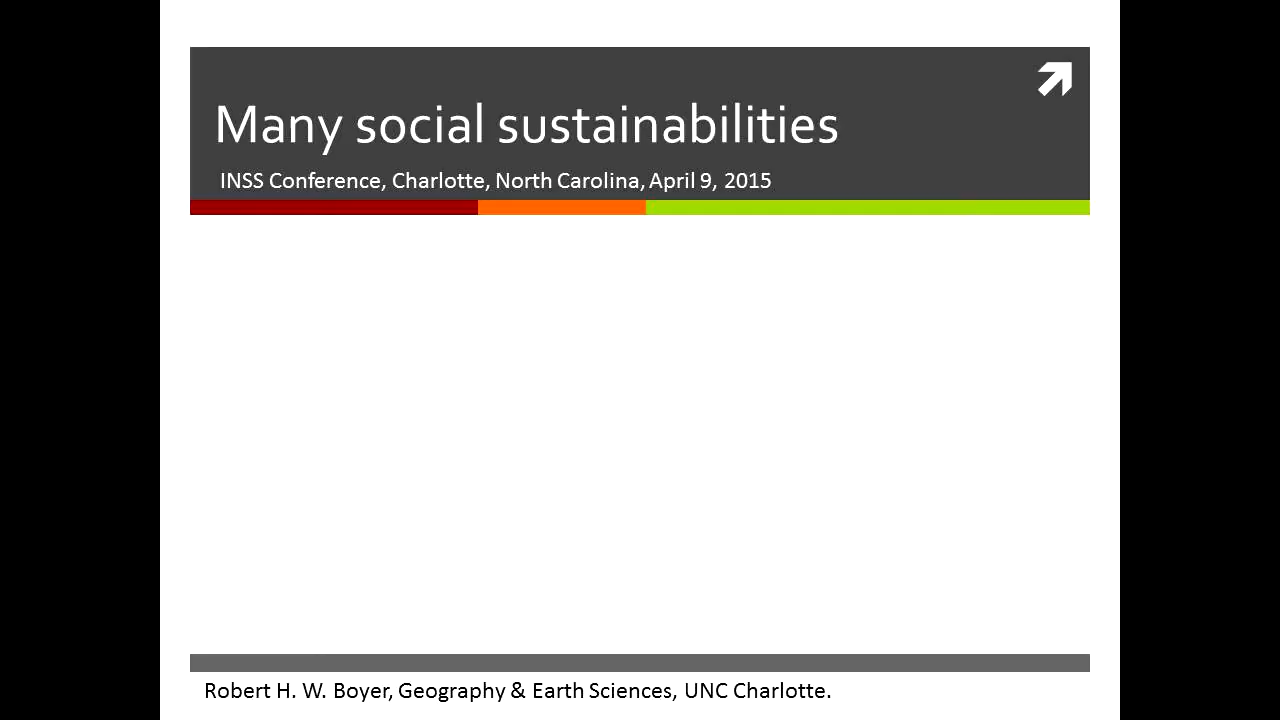 Many social sustainabilities
INSS Conference, Charlotte, North Carolina, April 9, 2015
Robert H. W. Boyer, Geography & Earth Sciences, UNC Charlotte.